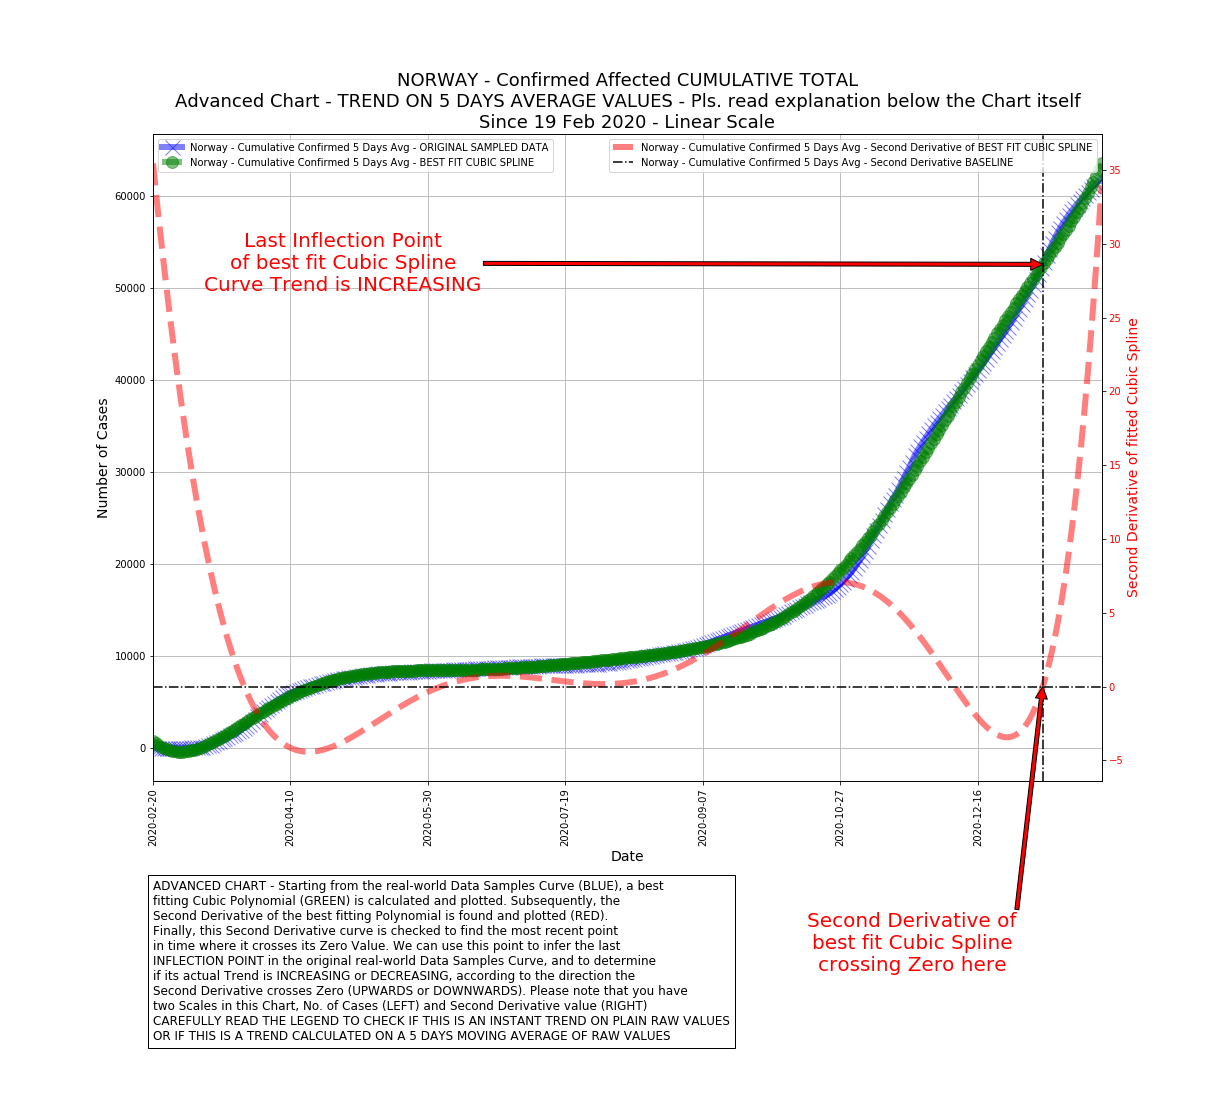 NORWAY - Confirmed Affected CUMULATIVE TOTAL
Advanced Chart - TREND ON 5 DAYS AVERAGE VALUES - Pls. read explanation below the Chart itself
Since 19 Feb 2020 - Linear Scale
Norway - Cumulative Confirmed 5 Days Avg - ORIGINAL SAMPLED DATA
Norway - Cumulative Confirmed 5 Days Avg - BEST FIT CUBIC SPLINE
Norway - Cumulative Confirmed 5 Days Avg - Second Derivative of BEST FIT CUBIC SPLINE
Norway - Cumulative Confirmed 5 Days Avg - Second Derivative BASELINE
Last Inflection Point
of best fit Cubic Spline
Curve Trend is INCREASING
Number of Cases
60000
50000
40000
30000
20000
10000
0
35
30
25
20
15
10
5
0
−5
Second Derivative of fitted Cubic Spline
2020-02-20
2020-04-10
2020-05-30
2020-07-19
2020-09-07
2020-10-27
2020-12-16
Date
ADVANCED CHART - Starting from the real-world Data Samples Curve (BLUE), a best
fitting Cubic Polynomial (GREEN) is calculated and plotted. Subsequently, the
Second Derivative of the best fitting Polynomial is found and plotted (RED).
Finally, this Second Derivative curve is checked to find the most recent point
in time where it crosses its Zero Value. We can use this point to infer the last
INFLECTION POINT in the original real-world Data Samples Curve, and to determine
if its actual Trend is INCREASING or DECREASING, according to the direction the
Second Derivative crosses Zero (UPWARDS or DOWNWARDS). Please note that you have
two Scales in this Chart, No. of Cases (LEFT) and Second Derivative value (RIGHT)
CAREFULLY READ THE LEGEND TO CHECK IF THIS IS AN INSTANT TREND ON PLAIN RAW VALUES
OR IF THIS IS A TREND CALCULATED ON A 5 DAYS MOVING AVERAGE OF RAW VALUES
Second Derivative of
best fit Cubic Spline
crossing Zero here